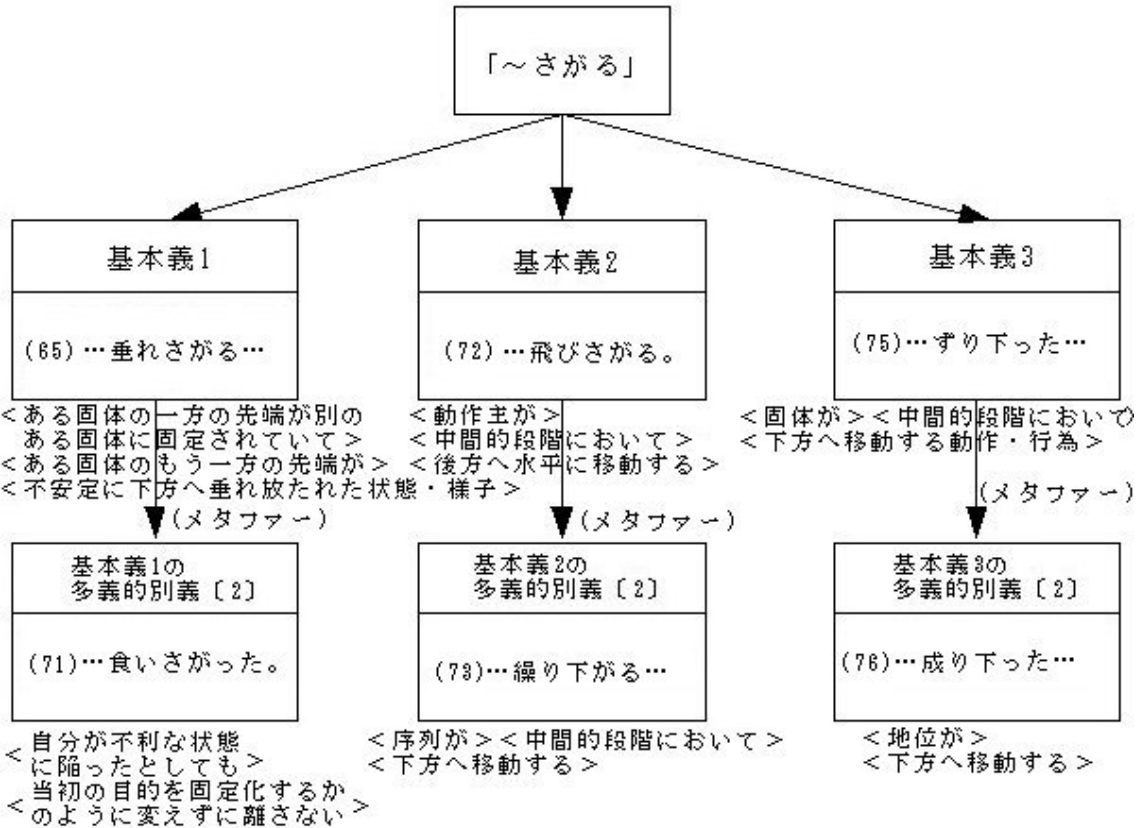 「～さがる」
基本義1
(65)…垂れさがる…
<ある固体の一方の先端が別の
ある固体に固定されていて>
<ある固体のもう一方の先端が>
<不安定に下方へ垂れ放たれた状態・様子>
(メタファー)
基本義1の
多義的別義〔2〕
(71)…食いさがった。
<自分が不利な状態
に陥ったとしても>
<当初の目的を固定化するか
のように変えずに離さない>
基本義2
(72)…飛びさがる。
<動作主が>
<中間的段階において>
<後方へ水平に移動する>
(メタファー)
基本義2の
多義的別義〔2〕
(73)…繰り下がる…
<序列が><中間的段階において>
<下方へ移動する>
基本義3
(75)…ずり下った…
<固体が><中間的段階において>
<下方へ移動する動作・行為>
(メタファー)
基本義3の
多義的別義〔2〕
(76)…成り下った…
<地位が>
<下方へ移動する>